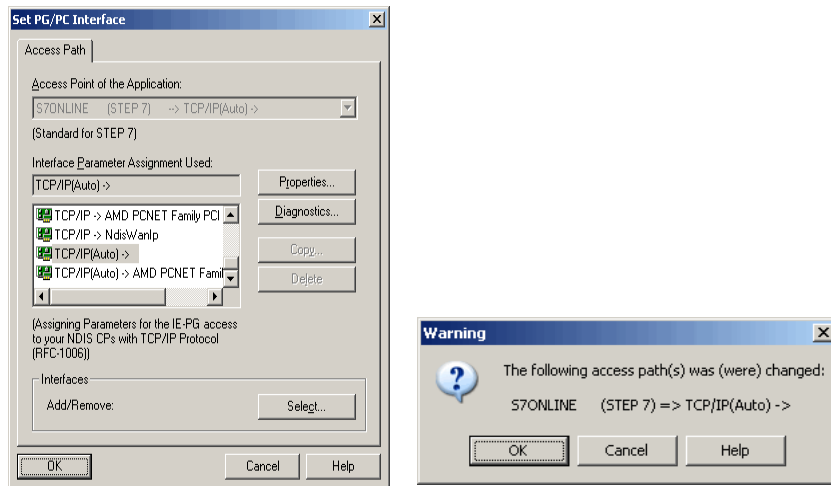 Set PG/PC Interface
Access Path
Access Point of the Application:
S7ONLINE (STEP 7) --> TCP/IP(Auto) ->
(Standard for STEP 7)
Interface Parameter Assignment Used:
TCP/IP(Auto) ->
Properties...
Diagnostics...
Copy...
Delete
TCP/IP -> AMD PCNET Family PCI
TCP/IP -> NdisWanIp
TCP/IP(Auto) ->
TCP/IP(Auto) -> AMD PCNET Famil
(Assigning Parameters for the IE-PG access
to your NDIS CPs with TCP/IP Protocol
(RFC-1006))
Interfaces
Add/Remove:
Select...
OK
Cancel
Help
Warning
The following access path(s) was (were) changed:
S7ONLINE (STEP 7) => TCP/IP(Auto) ->
OK
Cancel
Help